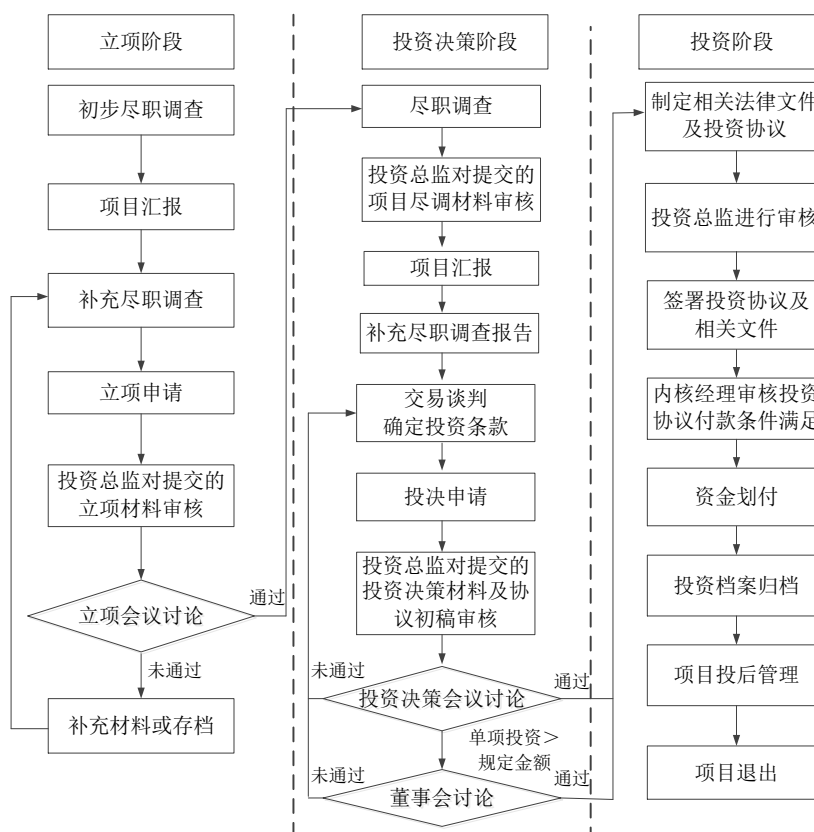 立项阶段
初步尽职调查
项目汇报
补充尽职调查
立项申请
投资总监对提交的
立项材料审核
立项会议讨论
通过
未通过
补充材料或存档
投资决策阶段
尽职调查
投资总监对提交的
项目尽调材料审核
项目汇报
补充尽职调查报告
交易谈判
确定投资条款
投决申请
投资总监对提交的
投资决策材料及协
议初稿审核
未通过
投资决策会议讨论
通过
单项投资＞
规定金额
未通过
董事会讨论
通过
投资阶段
制定相关法律文件
及投资协议
投资总监进行审核
签署投资协议及
相关文件
内核经理审核投资
协议付款条件满足
资金划付
投资档案归档
项目投后管理
项目退出